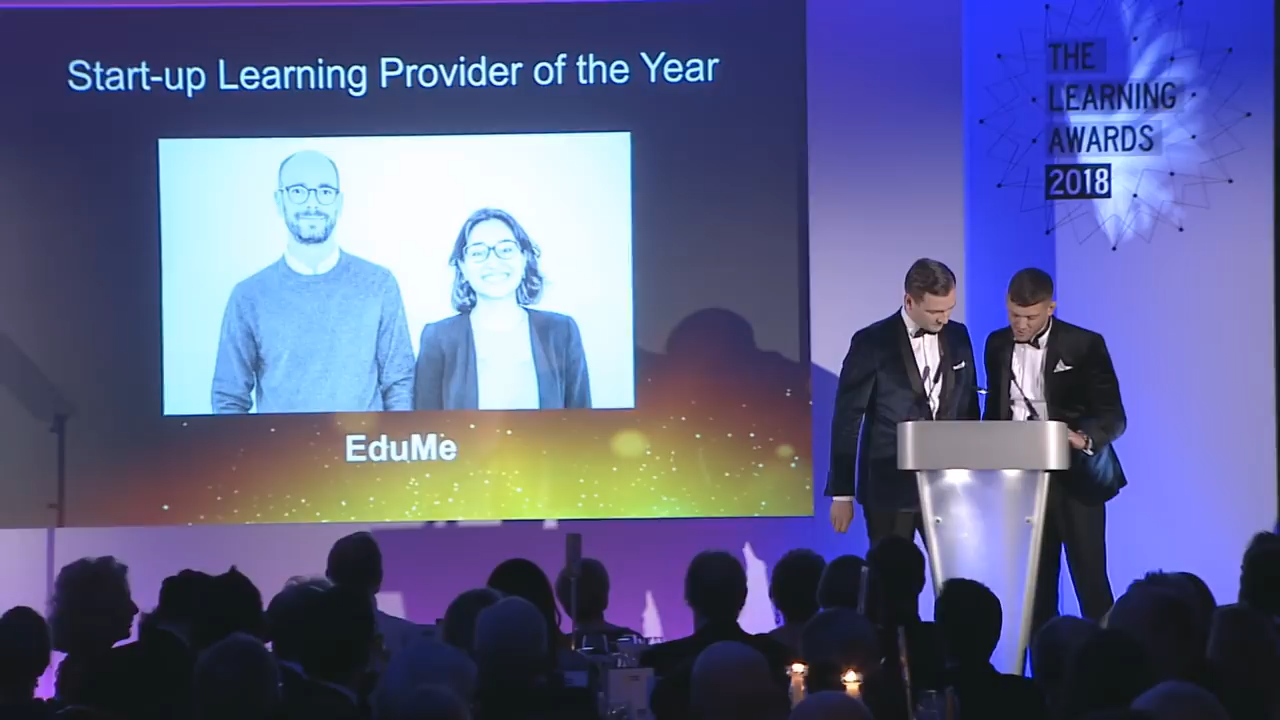 Start-up Learning Provider of the Year
EduMe
THE
LEARNING
AWARDS
2018